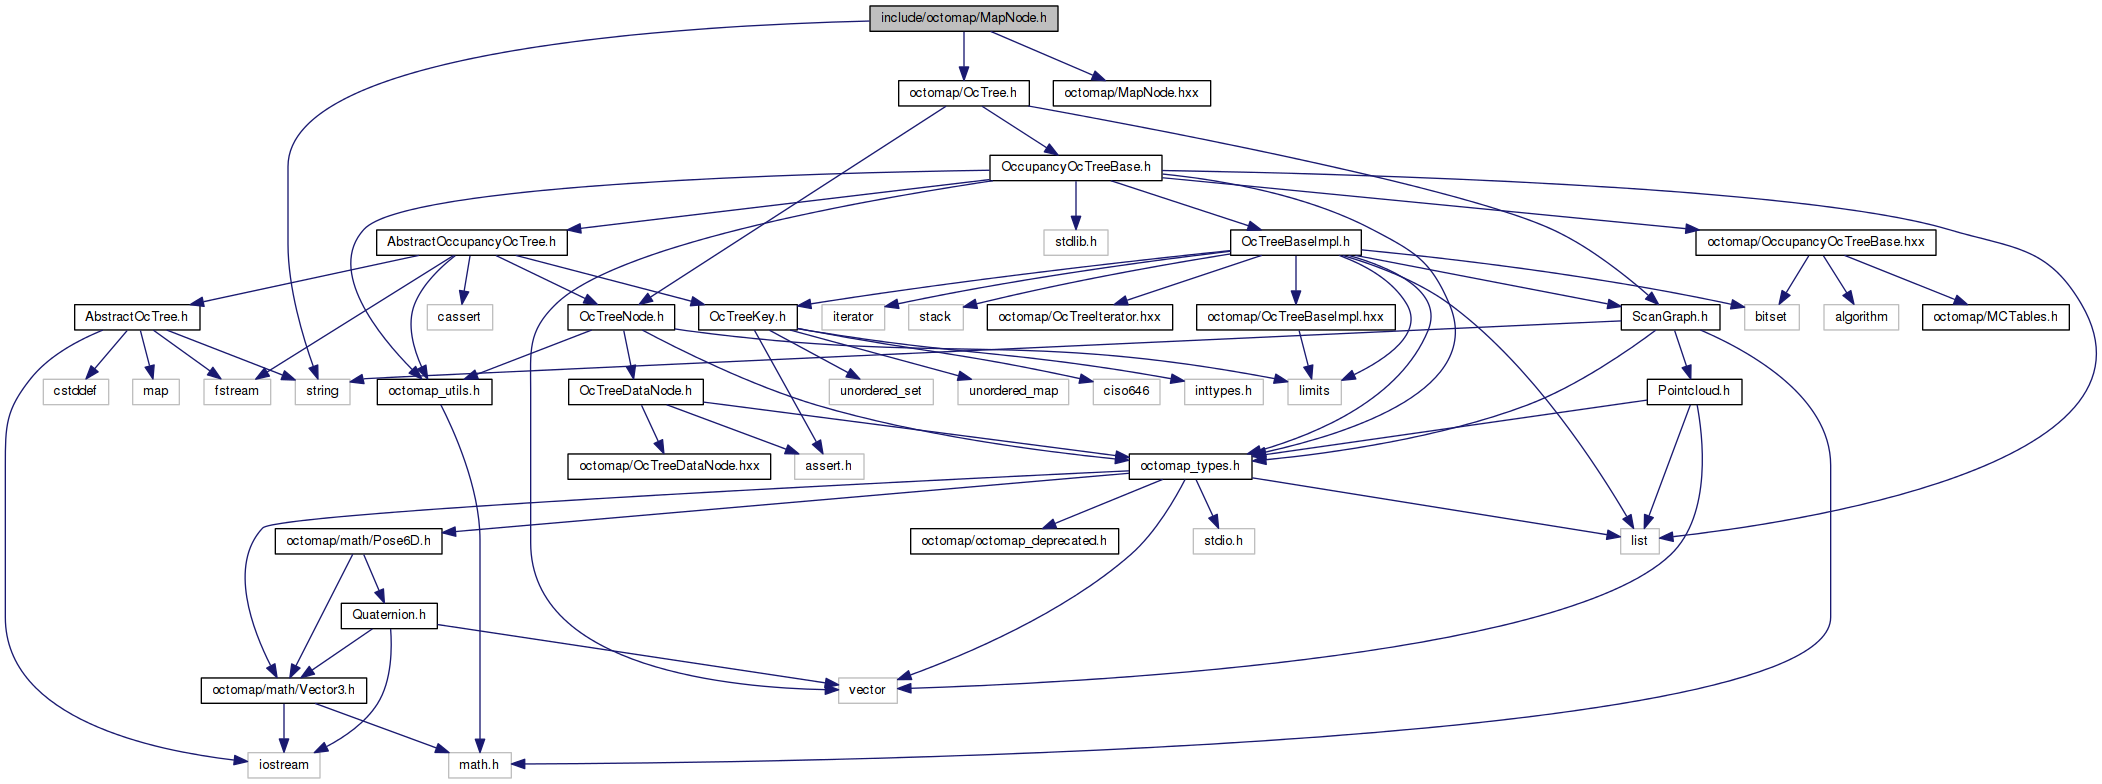 include/octomap/MapNode.h
octomap/OcTree.h
octomap/MapNode.hxx
OccupancyOcTreeBase.h
AbstractOccupancyOcTree.h
stdlib.h
OcTreeBaseImpl.h
octomap/OccupancyOcTreeBase.hxx
AbstractOcTree.h
cassert
OcTreeNode.h
OcTreeKey.h
iterator
stack
octomap/OcTreeIterator.hxx
octomap/OcTreeBaseImpl.hxx
ScanGraph.h
bitset
algorithm
octomap/MCTables.h
cstddef
map
fstream
string
octomap_utils.h
OcTreeDataNode.h
unordered_set
unordered_map
ciso646
inttypes.h
limits
Pointcloud.h
octomap/OcTreeDataNode.hxx
assert.h
octomap_types.h
octomap/math/Pose6D.h
octomap/octomap_deprecated.h
stdio.h
list
Quaternion.h
octomap/math/Vector3.h
vector
iostream
math.h